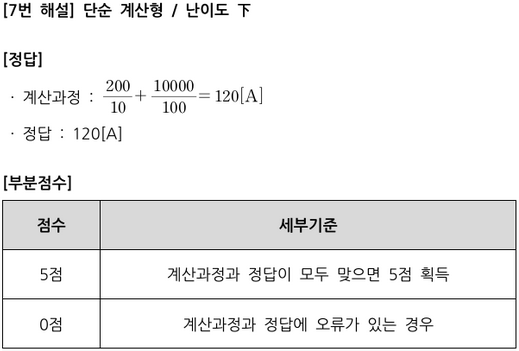 [7번 해설] 단순 계산형 / 난이도 下
[정답]
· 계산과정 : 200/10 + 10000/100 = 120[A]
· 정답 : 120[A]
[부분점수]
점수 세부기준
5점 계산과정과 정답이 모두 맞으면 5점 획득
0점 계산과정과 정답에 오류가 있는 경우